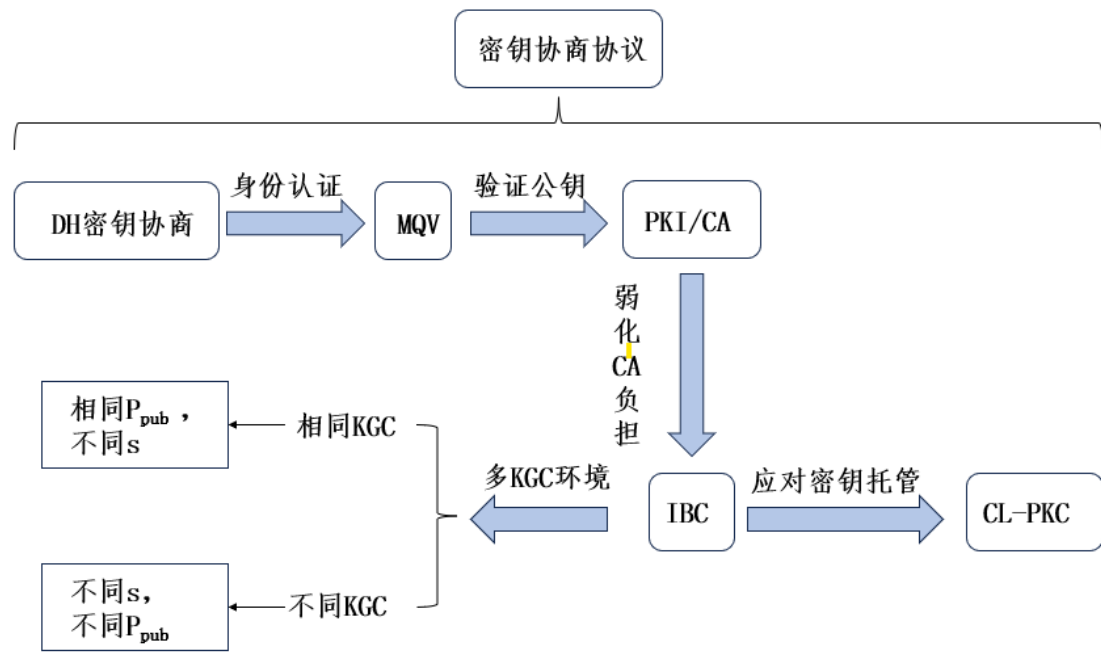 密钥协商协议
DH密钥协商
身份认证
MQV
验证公钥
PKI/CA
弱
化
CA
负
担
相同P_pub，
不同s
相同KGC
多KGC环境
IBC
应对密钥托管
CL-PKC
不同s，
不同P_pub
不同KGC